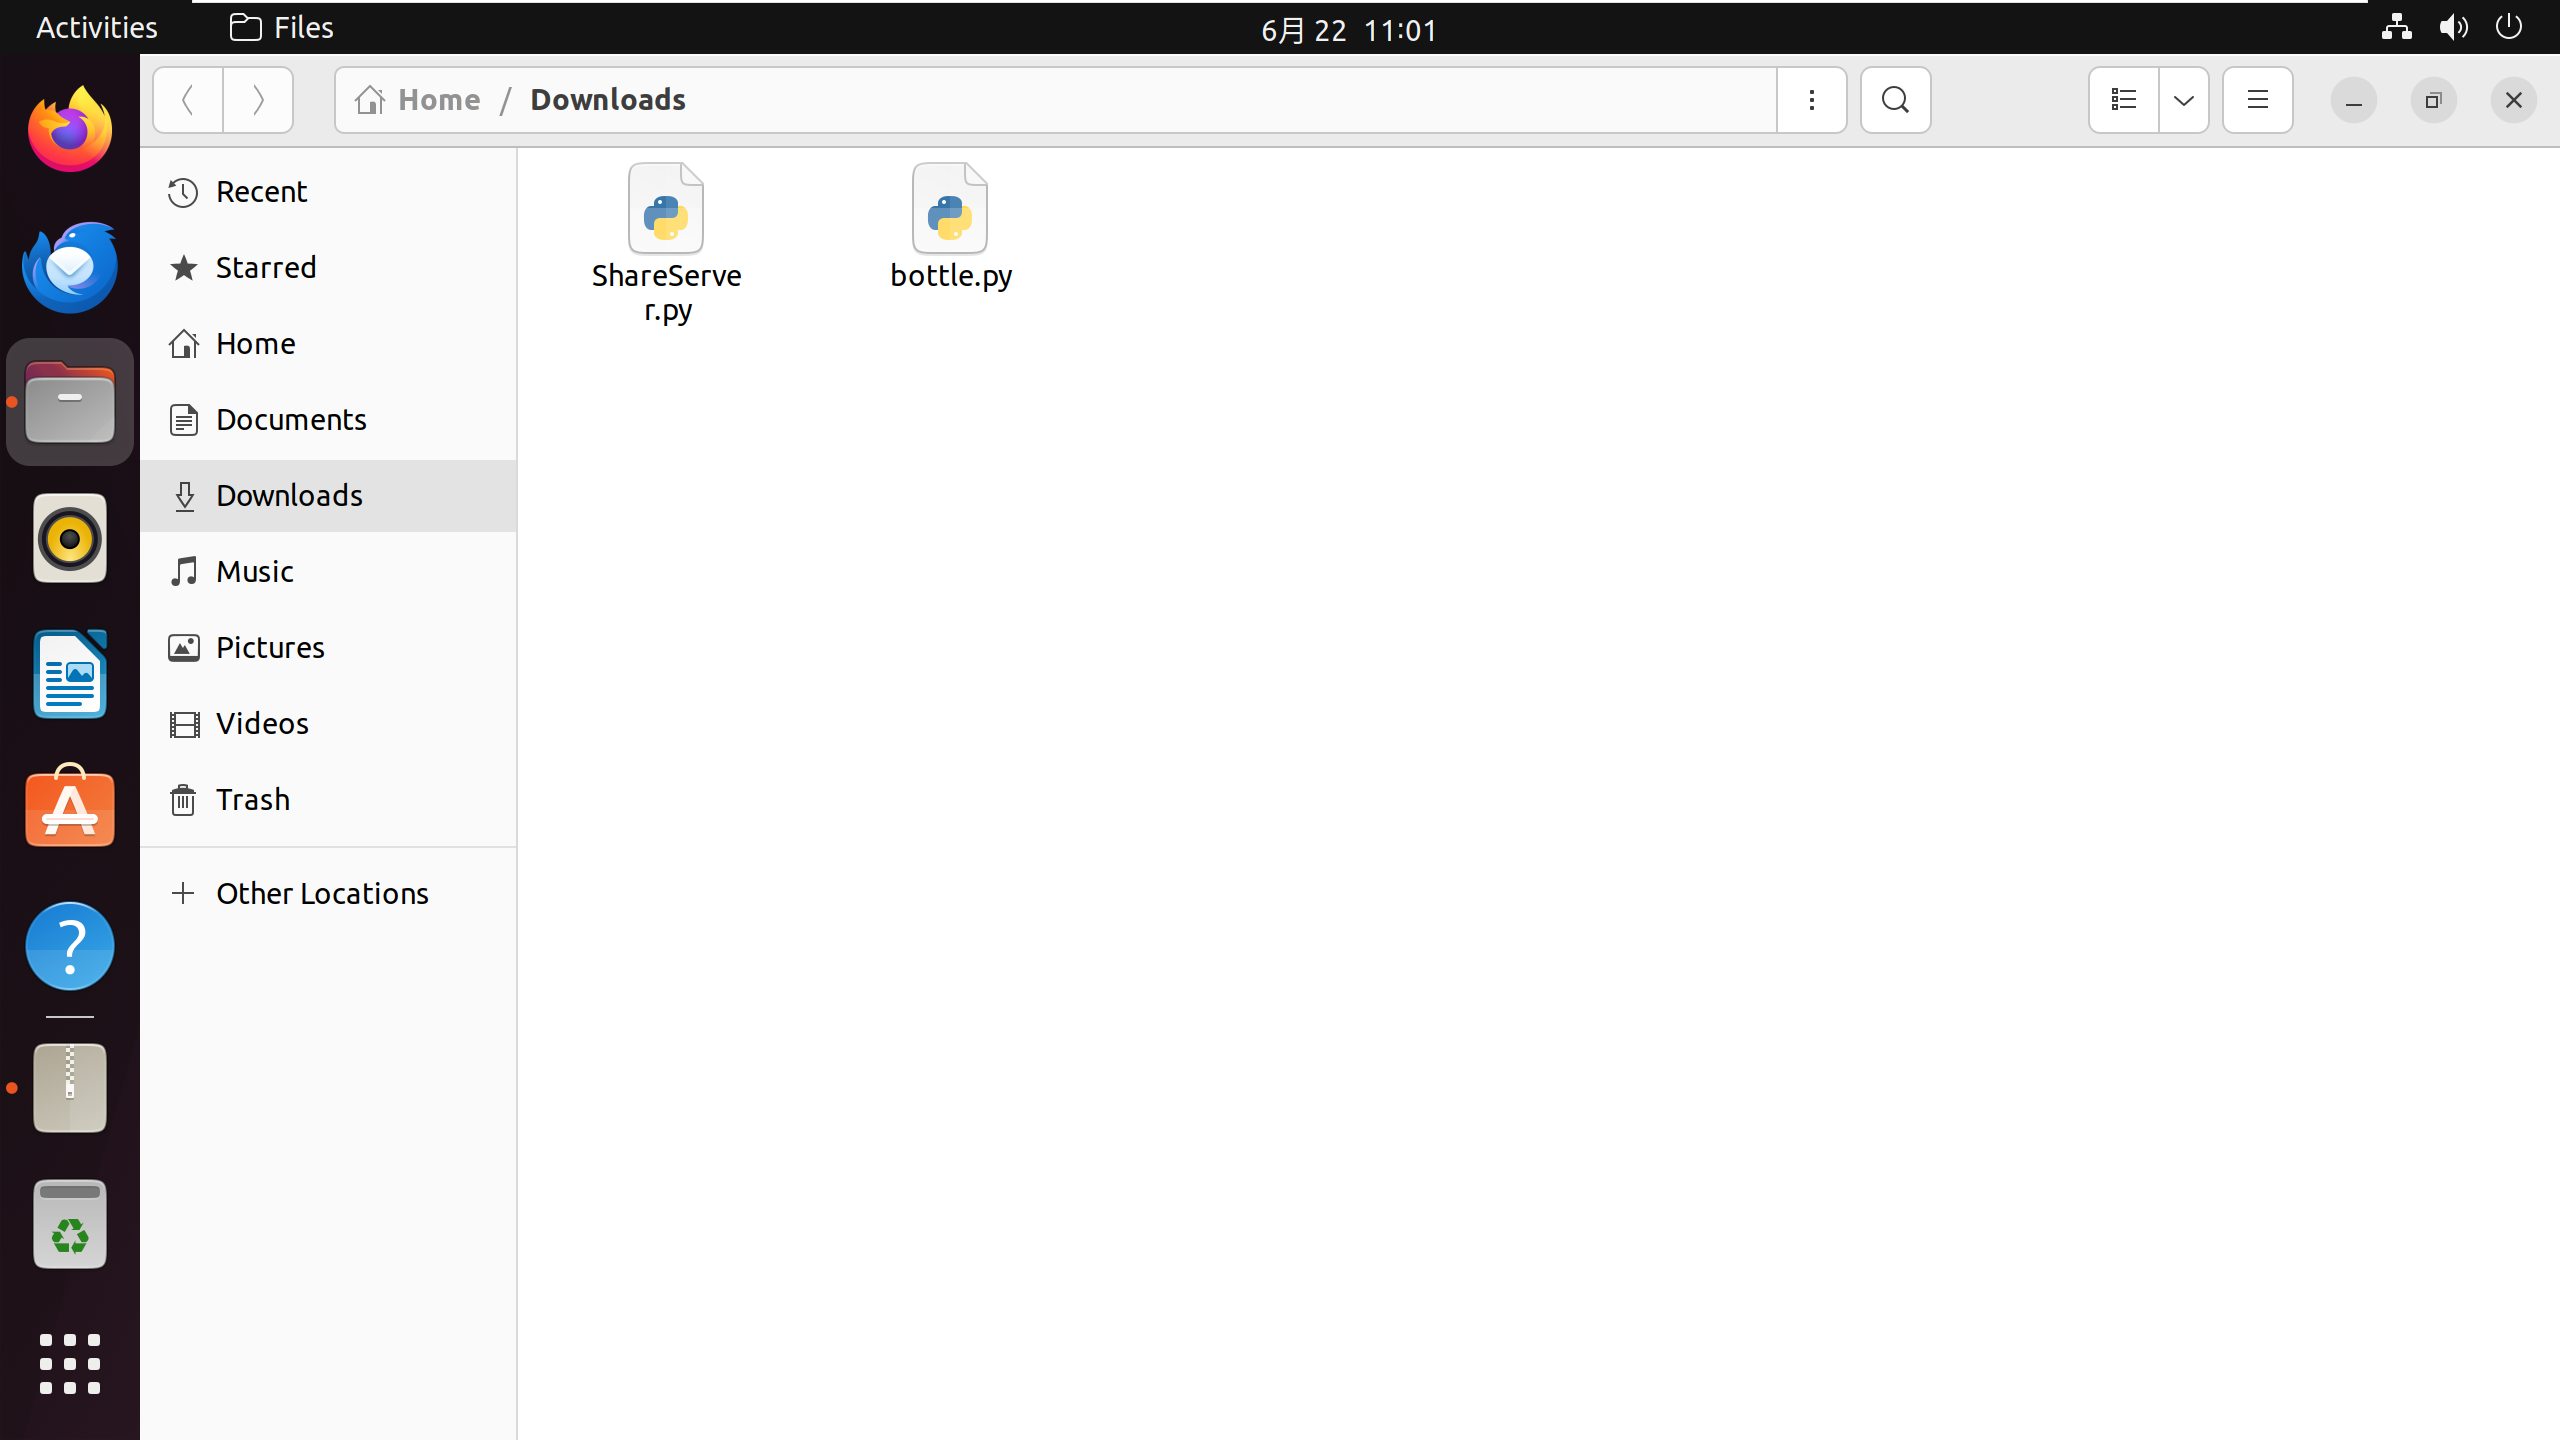 Activities
Files
6月 22 11:01
Home / Downloads
Recent
Starred
Home
Documents
Downloads
Music
Pictures
Videos
Trash
Other Locations
ShareServe
r.py
bottle.py